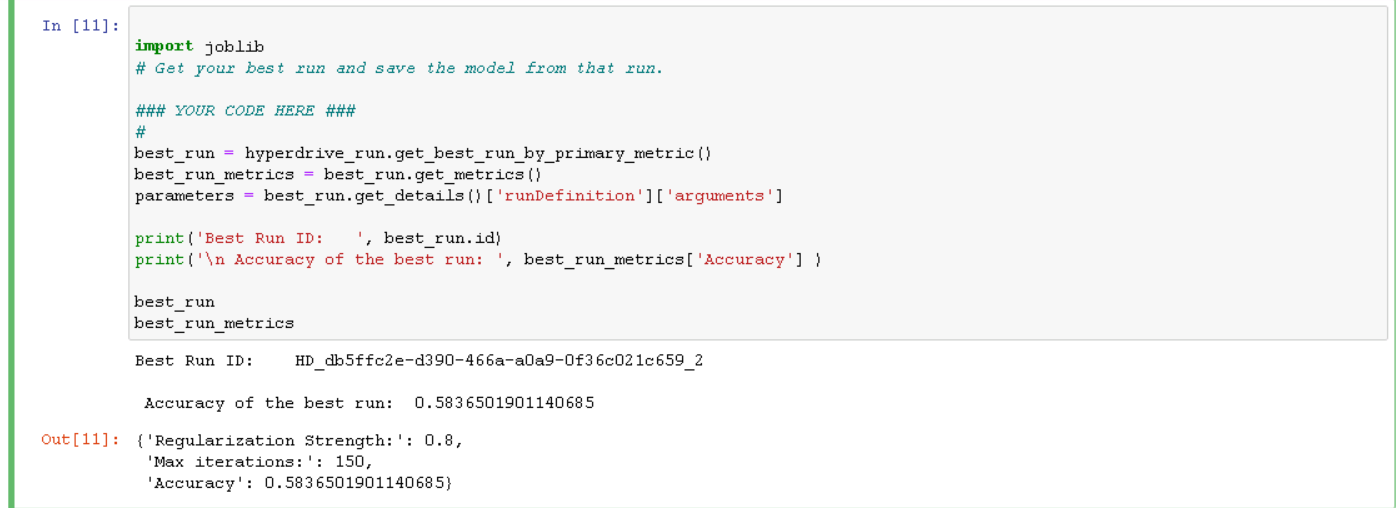 In [11]:
import joblib
# Get your best run and save the model from that run.
### YOUR CODE HERE ###
#
best_run = hyperdrive_run.get_best_run_by_primary_metric()
best_run_metrics = best_run.get_metrics()
parameters = best_run.get_details()['runDefinition']['arguments']
print('Best Run ID:   ', best_run.id)
print('\n Accuracy of the best run: ', best_run_metrics['Accuracy'] )
best_run
best_run_metrics
Best Run ID:    HD_db5ffc2e-d390-466a-a0a9-0f36c021c659_2
Accuracy of the best run:  0.5836501901140685
Out[11]: {'Regularization Strength:': 0.8,
'Max iterations:': 150,
'Accuracy': 0.5836501901140685}